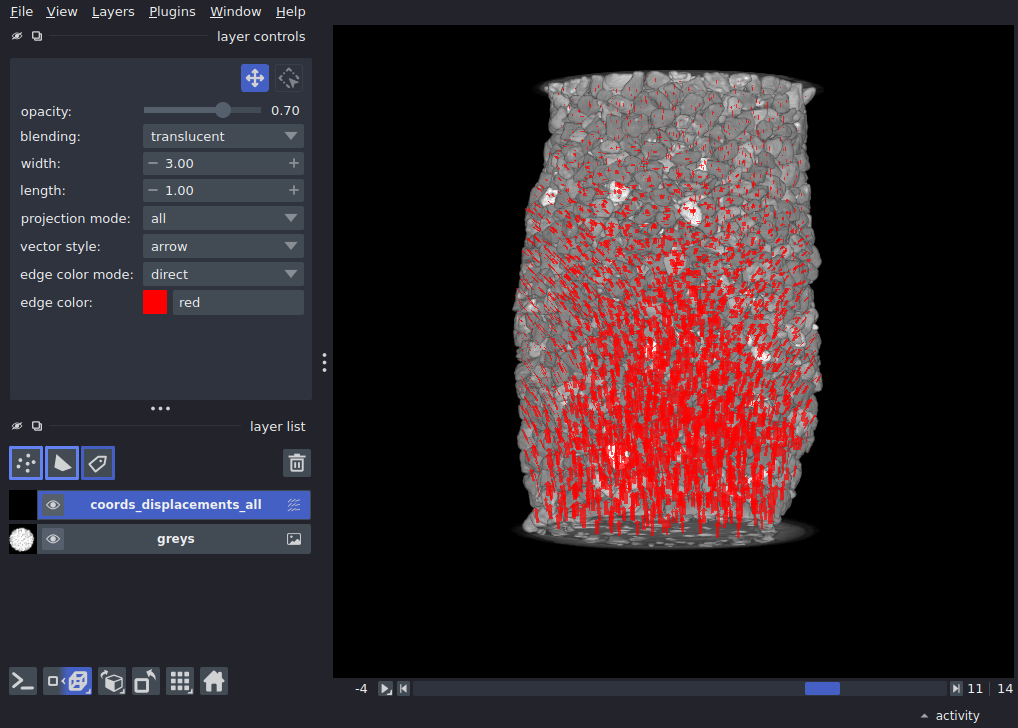 File View Layers Plugins Window Help
layer controls
opacity: 0.70
blending: translucent
width: 3.00
length: 1.00
projection mode: all
vector style: arrow
edge color mode: direct
edge color: red
layer list
coords_displacements_all
greys
-4 11 14
activity